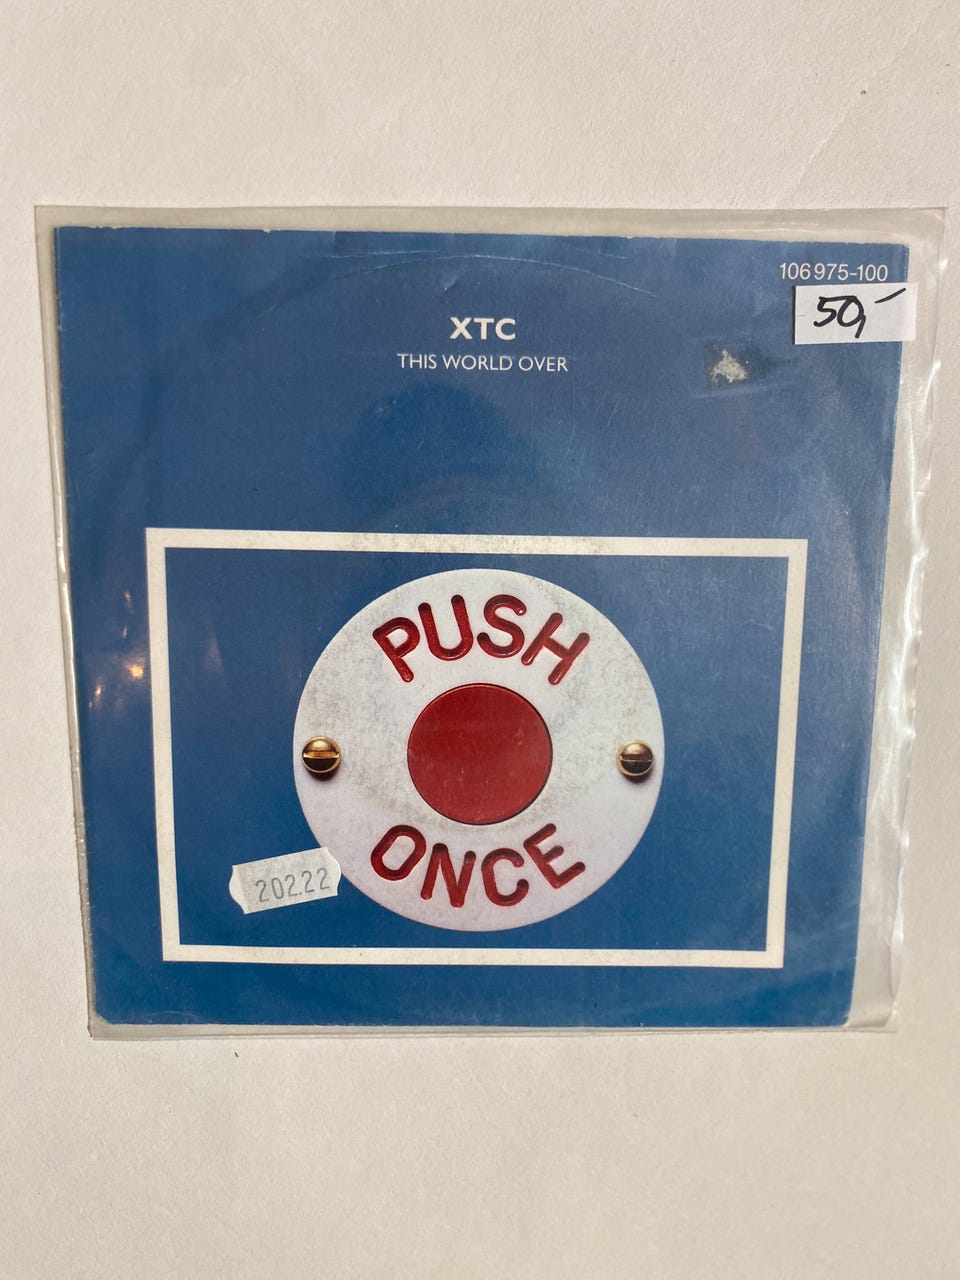 106 975-100
50,-
XTC
THIS WORLD OVER
PUSH
ONCE
202.22